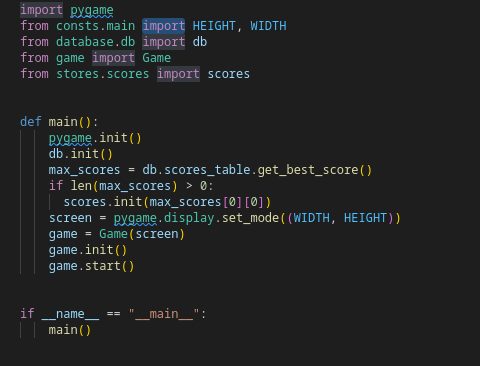 import pygame
from consts.main import HEIGHT, WIDTH
from database.db import db
from game import Game
from stores.scores import scores
def main():
pygame.init()
db.init()
max_scores = db.scores_table.get_best_score()
if len(max_scores) > 0:
scores.init(max_scores[0][0])
screen = pygame.display.set_mode((WIDTH, HEIGHT))
game = Game(screen)
game.init()
game.start()
if __name__ == "__main__":
main()